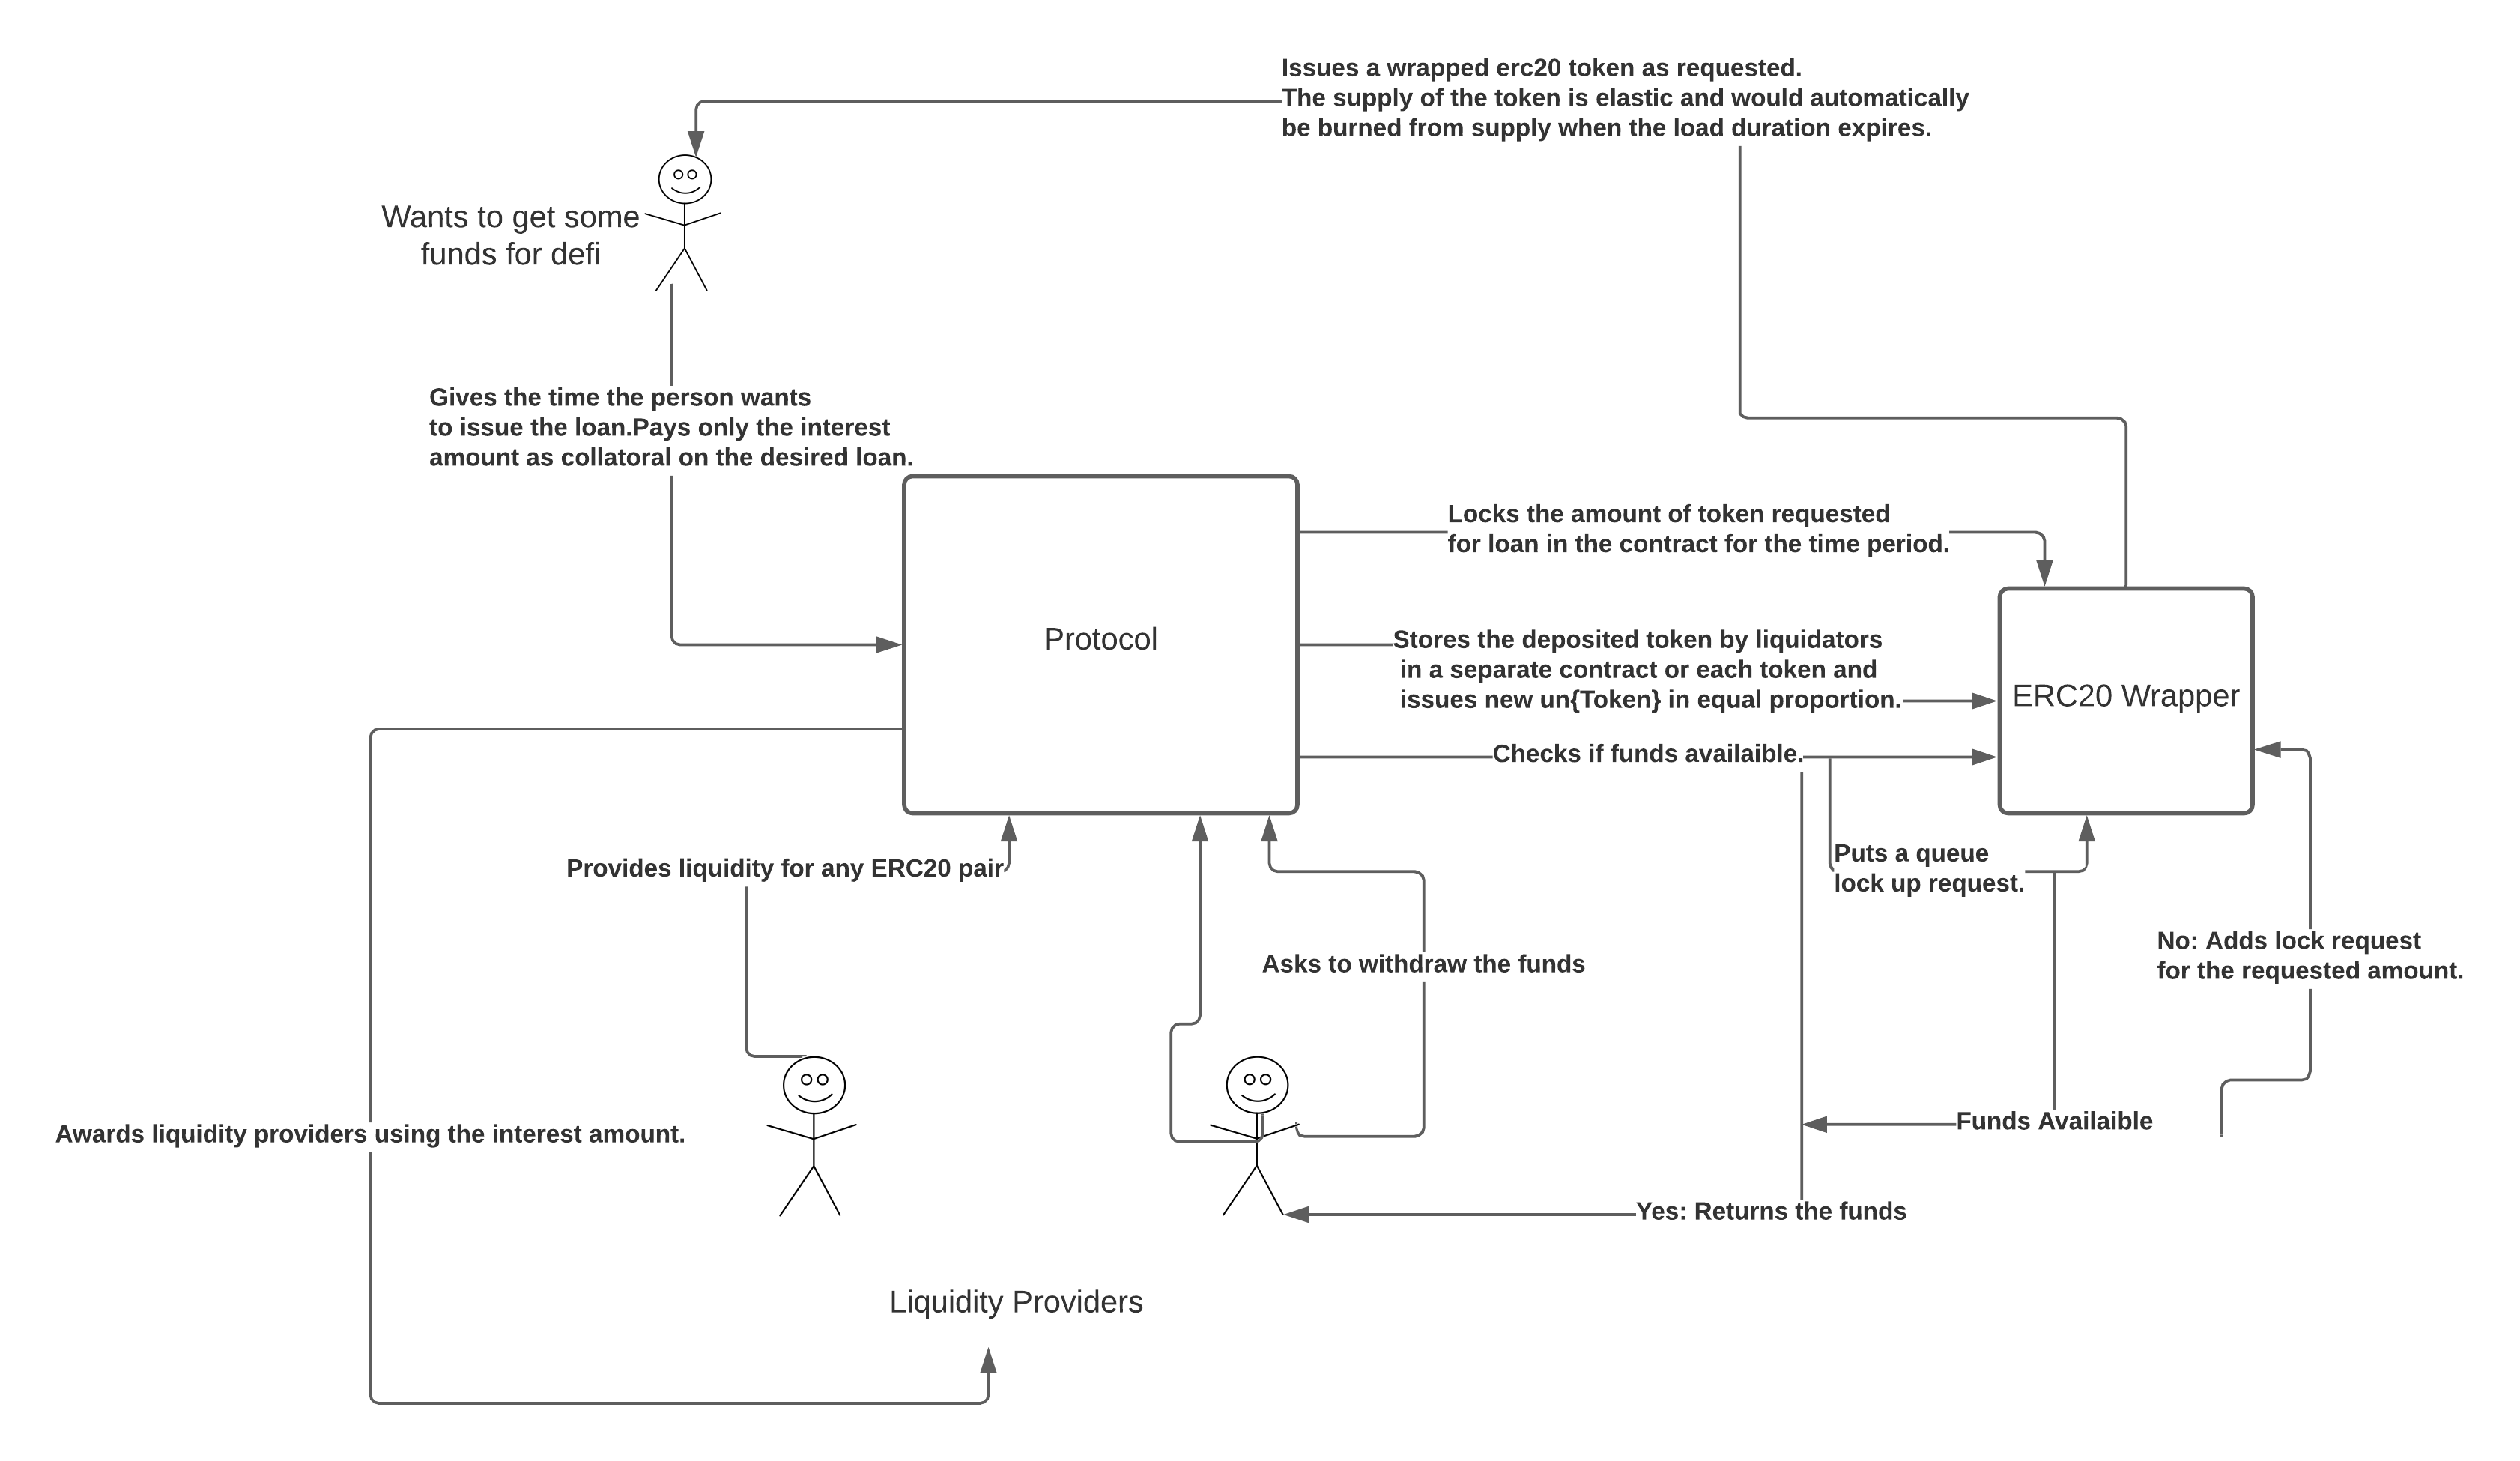 Issues a wrapped erc20 token as requested.
The supply of the token is elastic and would automatically
be burned from supply when the load duration expires.
Wants to get some
funds for defi
Gives the time the person wants
to issue the loan.Pays only the interest
amount as collatoral on the desired loan.
Locks the amount of token requested
for loan in the contract for the time period.
Protocol
Stores the deposited token by liquidators
in a separate contract or each token and
issues new un{Token} in equal proportion.
ERC20 Wrapper
Checks if funds availaible.
Provides liquidity for any ERC20 pair
Puts a queue
lock up request.
Asks to withdraw the funds
No: Adds lock request
for the requested amount.
Awards liquidity providers using the interest amount.
Funds Availaible
Yes: Returns the funds
Liquidity Providers